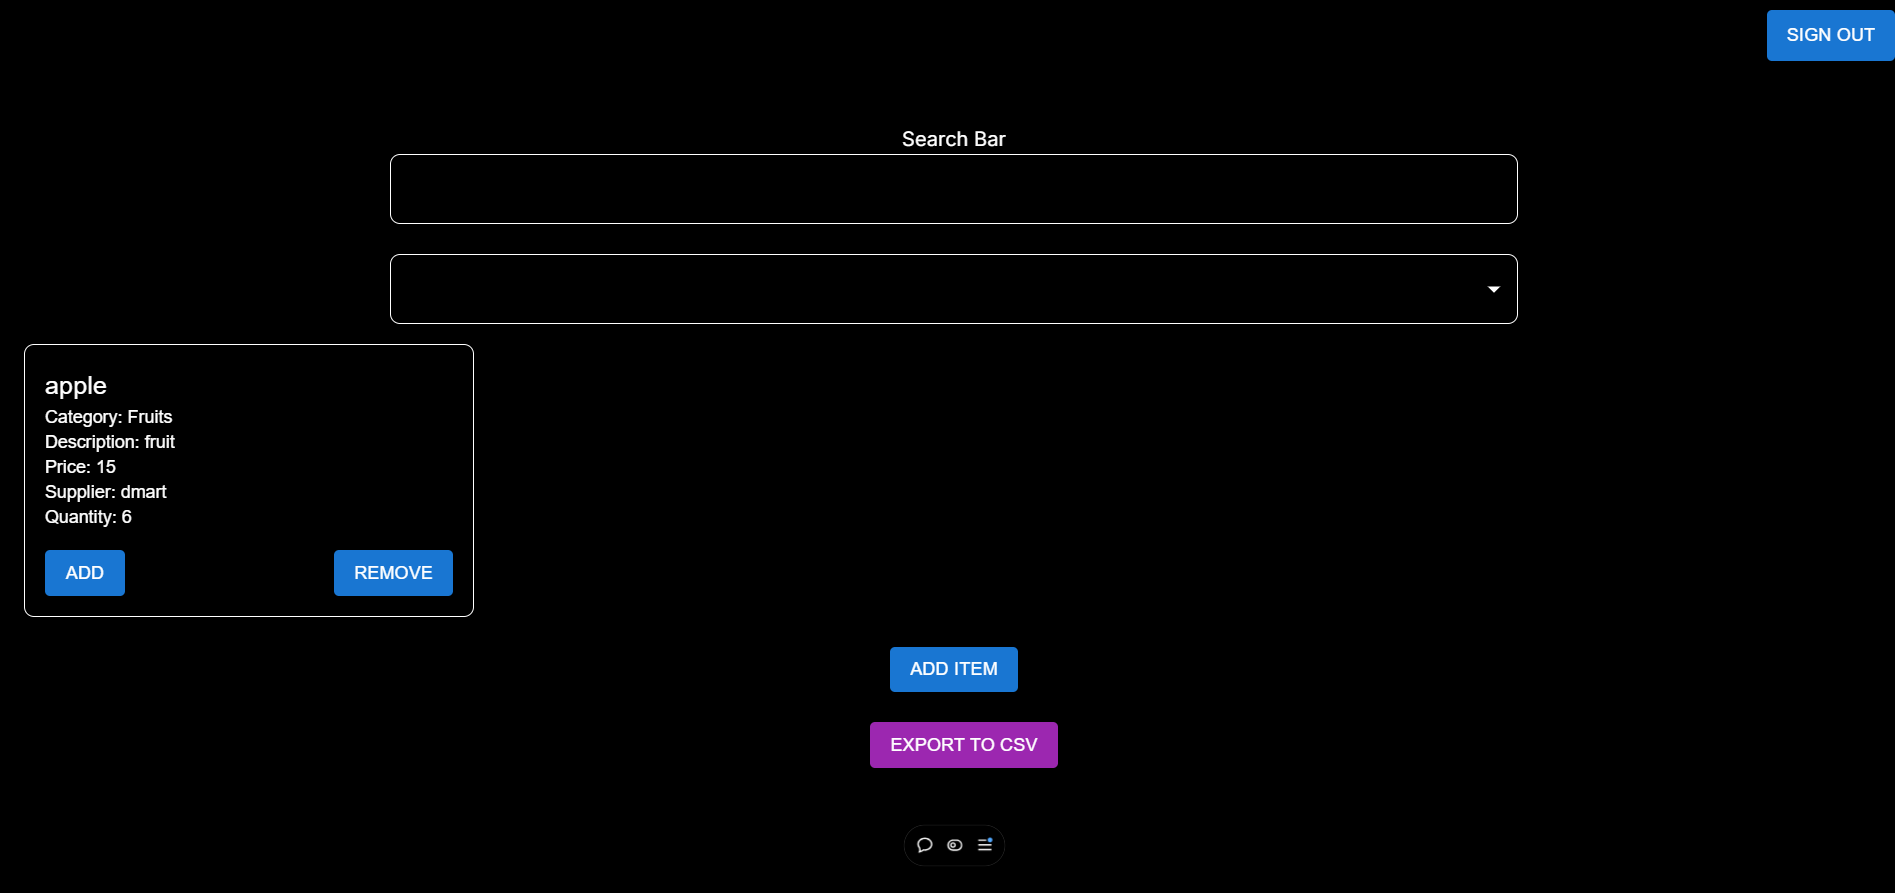 SIGN OUT
Search Bar
apple
Category: Fruits
Description: fruit
Price: 15
Supplier: dmart
Quantity: 6
ADD
REMOVE
ADD ITEM
EXPORT TO CSV